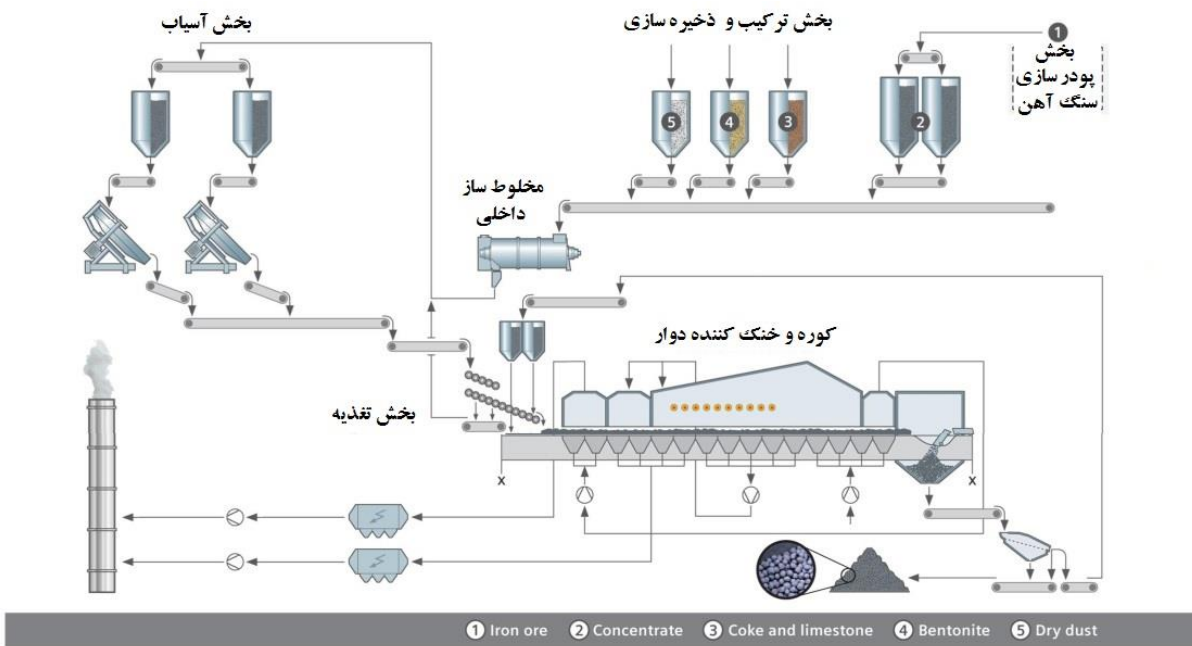 بخش آسیاب
بخش ترکیب و ذخیره سازی
1
بخش
پودر سازی
سنگ آهن
5
4
3
2
مخلوط ساز
داخلی
کوره و خنک کننده دوار
بخش تغذیه
x
x
1 Iron ore 2 Concentrate 3 Coke and limestone 4 Bentonite 5 Dry dust